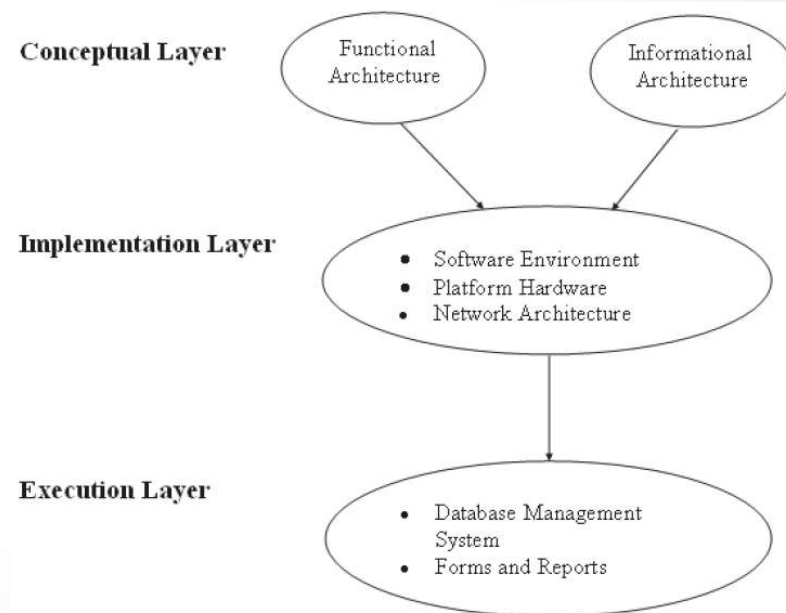 Conceptual Layer
Functional
Architecture
Informational
Architecture
Implementation Layer
• Software Environment
• Platform Hardware
• Network Architecture
Execution Layer
• Database Management
System
• Forms and Reports